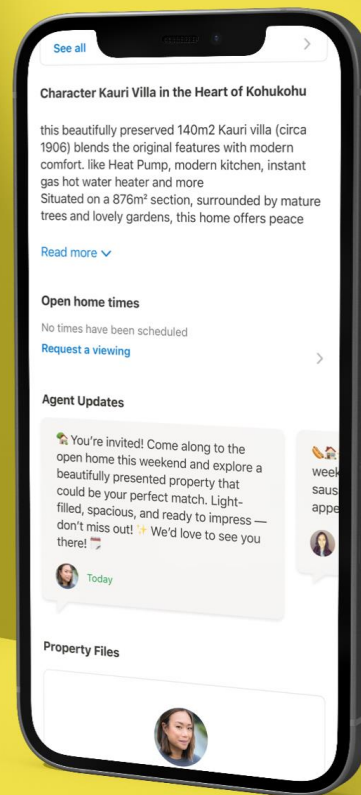 See all
Character Kauri Villa in the Heart of Kohukohu
this beautifully preserved 140m2 Kauri villa (circa
1906) blends the original features with modern
comfort. like Heat Pump, modern kitchen, instant
gas hot water heater and more
Situated on a 876m² section, surrounded by mature
trees and lovely gardens, this home offers peace
Read more
Open home times
No times have been scheduled
Request a viewing
Agent Updates
🏡 You're invited! Come along to the
open home this weekend and explore a
beautifully presented property that
could be your perfect match. Light-
filled, spacious, and ready to impress —
don't miss out! ✨ We'd love to see you
there! 🗓️
Today
week
saus
appe
Property Files